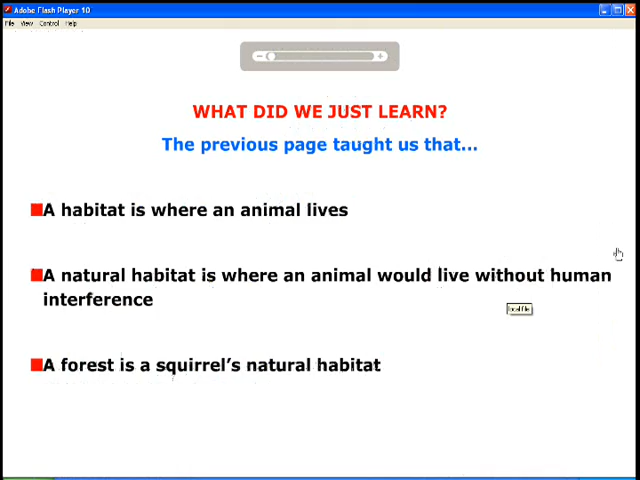 Adobe Flash Player 10
File View Control Help
WHAT DID WE JUST LEARN?
The previous page taught us that...
A habitat is where an animal lives
A natural habitat is where an animal would live without human
interference
local file
A forest is a squirrel's natural habitat